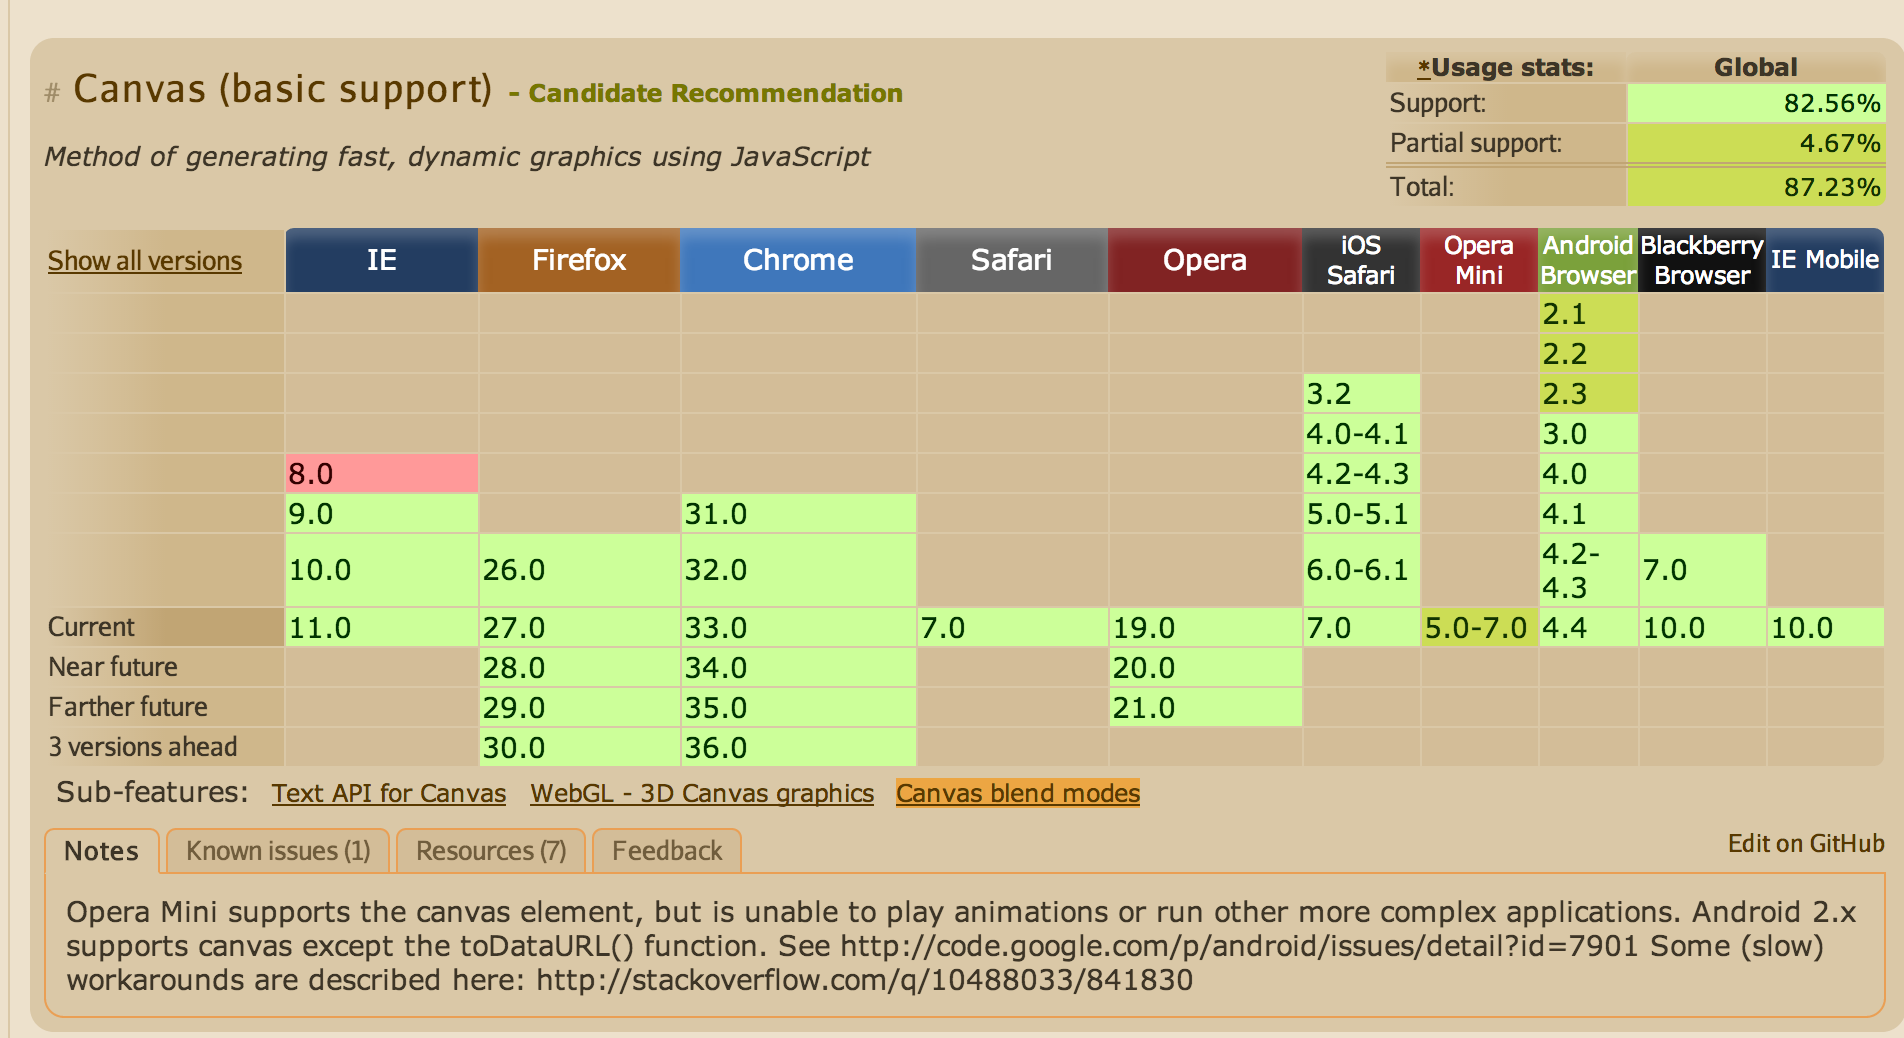 # Canvas (basic support) - Candidate Recommendation
*Usage stats: Global
Support: 82.56%
Method of generating fast, dynamic graphics using JavaScript
Partial support: 4.67%
Total: 87.23%
Show all versions IE Firefox Chrome Safari Opera iOS Safari Opera Mini Android Browser Blackberry Browser IE Mobile
2.1
2.2
3.2 2.3
4.0-4.1 3.0
8.0 4.2-4.3 4.0
9.0 31.0 5.0-5.1 4.1
10.0 26.0 32.0 6.0-6.1 4.2-4.3 7.0
Current 11.0 27.0 33.0 7.0 19.0 7.0 5.0-7.0 4.4 10.0 10.0
Near future 28.0 34.0 20.0
Farther future 29.0 35.0 21.0
3 versions ahead 30.0 36.0
Sub-features: Text API for Canvas WebGL - 3D Canvas graphics Canvas blend modes
Notes Known issues (1) Resources (7) Feedback Edit on GitHub
Opera Mini supports the canvas element, but is unable to play animations or run other more complex applications. Android 2.x
supports canvas except the toDataURL() function. See http://code.google.com/p/android/issues/detail?id=7901 Some (slow)
workarounds are described here: http://stackoverflow.com/q/10488033/841830